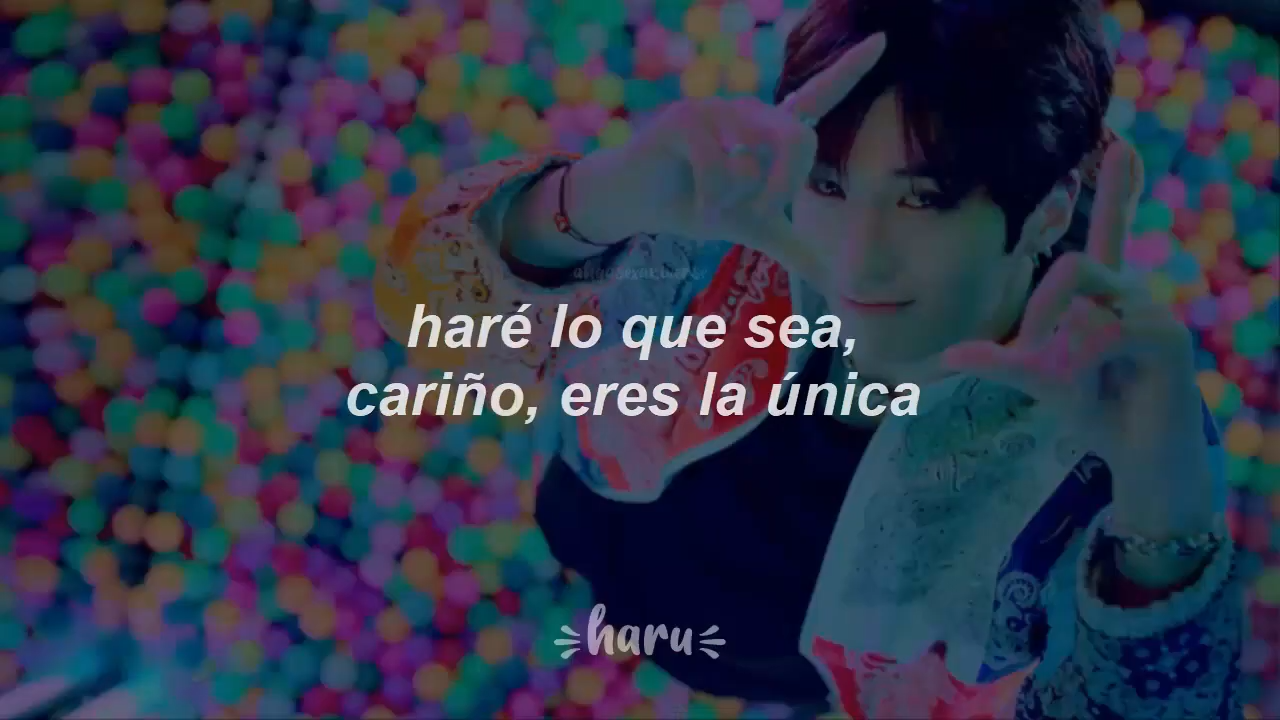 haré lo que sea,
cariño, eres la única
haru